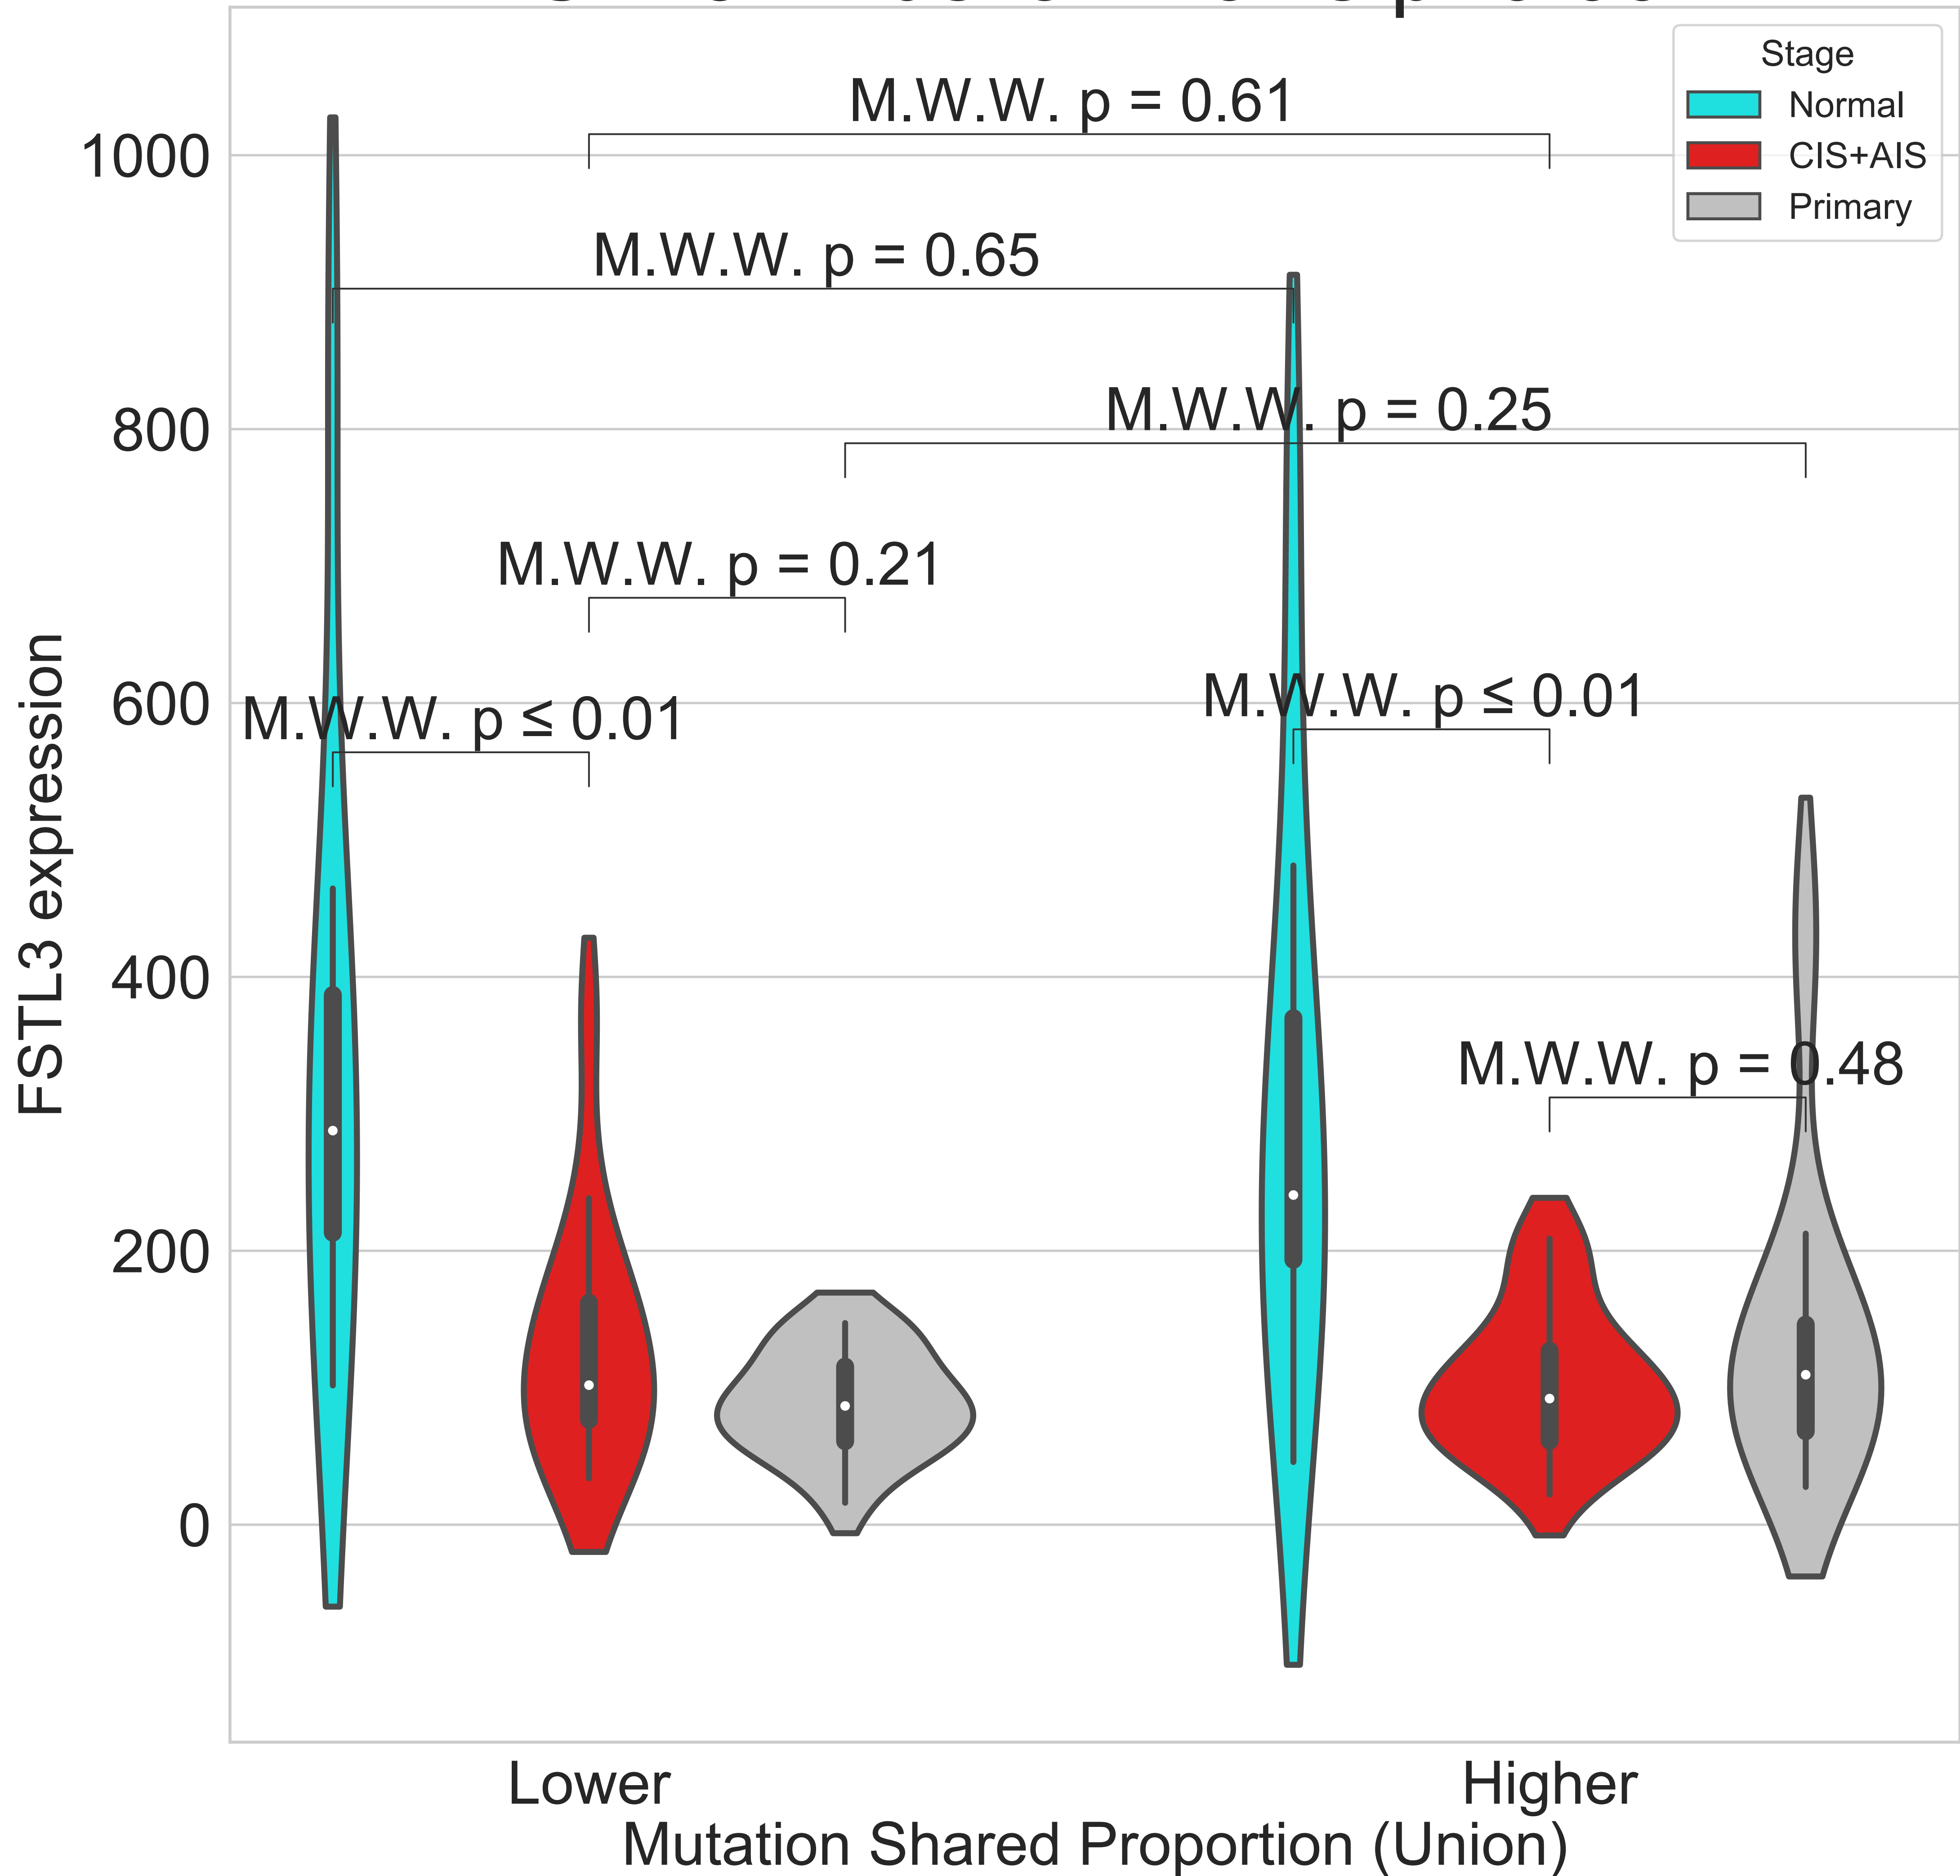 Stage
Normal
CIS+AIS
Primary
M.W.W. p = 0.61
M.W.W. p = 0.65
M.W.W. p = 0.25
M.W.W. p = 0.21
M.W.W. p ≤ 0.01
M.W.W. p ≤ 0.01
M.W.W. p = 0.48
1000
800
600
400
200
0
FSTL3 expression
Lower
Higher
Mutation Shared Proportion (Union)